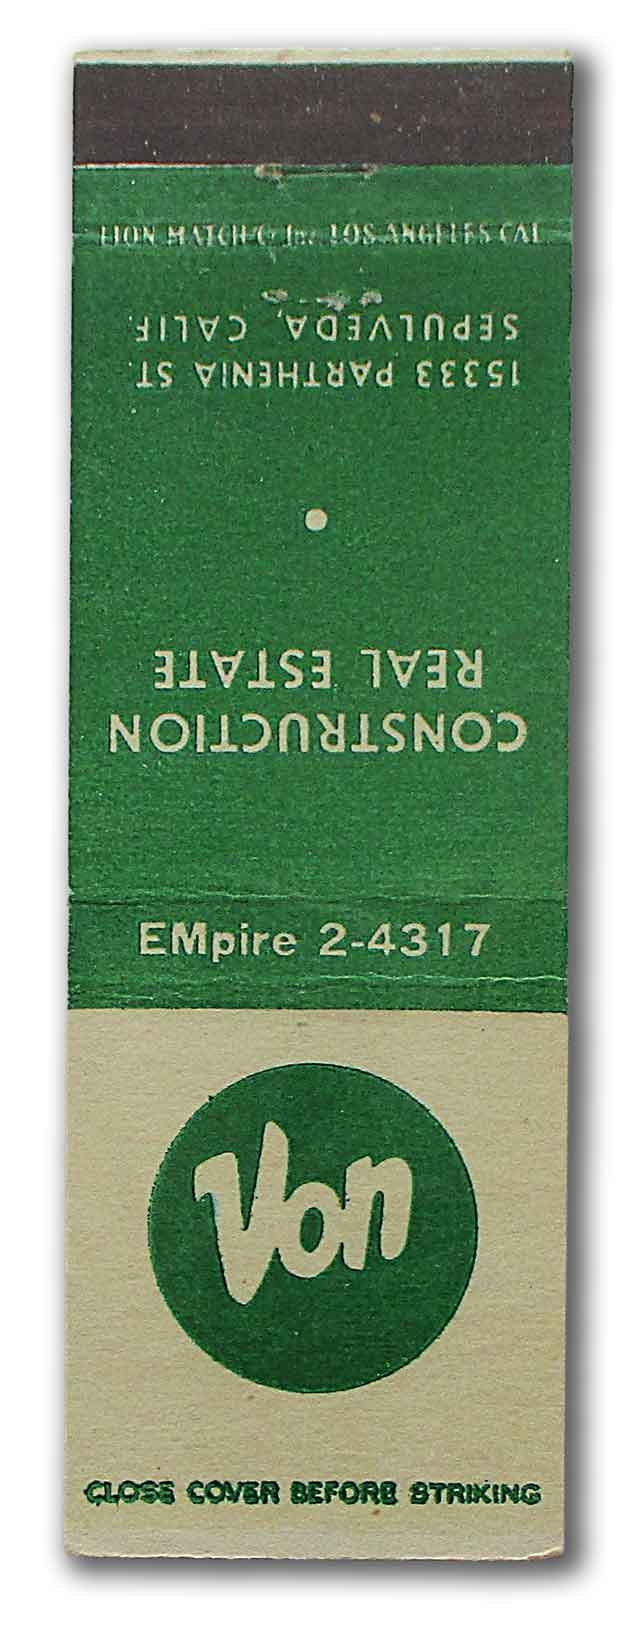 LION MATCH Co Inc. LOS ANGELES CAL
CONSTRUCTION
REAL ESTATE
15333 PARTHENIA ST.
SEPULVEDA, CALIF.
EMpire 2-4317
Von
CLOSE COVER BEFORE STRIKING